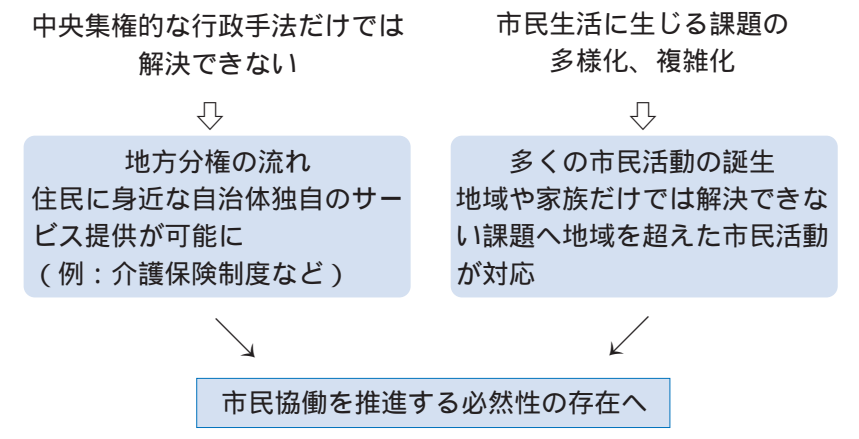 中央集権的な行政手法だけでは
解決できない
地方分権の流れ
住民に身近な自治体独自のサー
ビス提供が可能に
(例:介護保険制度など)
市民生活に生じる課題の
多様化、複雑化
多くの市民活動の誕生
地域や家族だけでは解決できな
い課題へ地域を超えた市民活動
が対応
市民協働を推進する必然性の存在へ